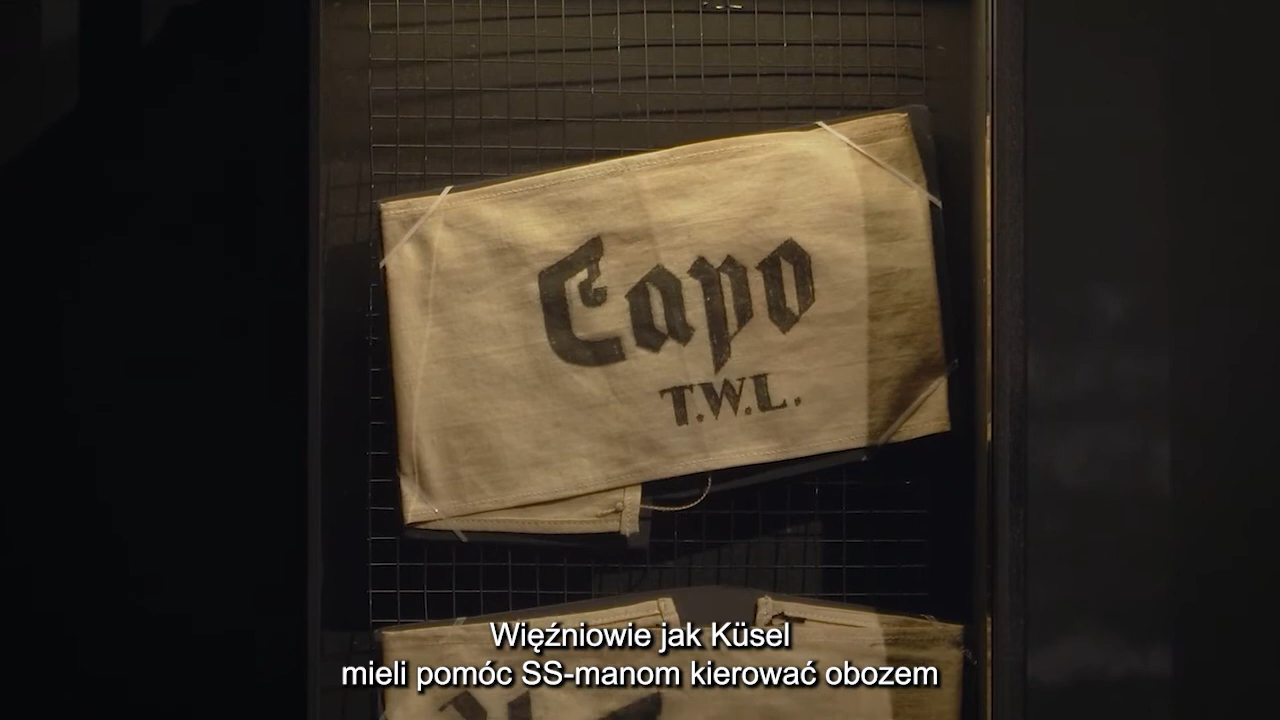 Capo
T.W.L.
Więźniowie jak Küsel
mieli pomóc SS-manom kierować obozem